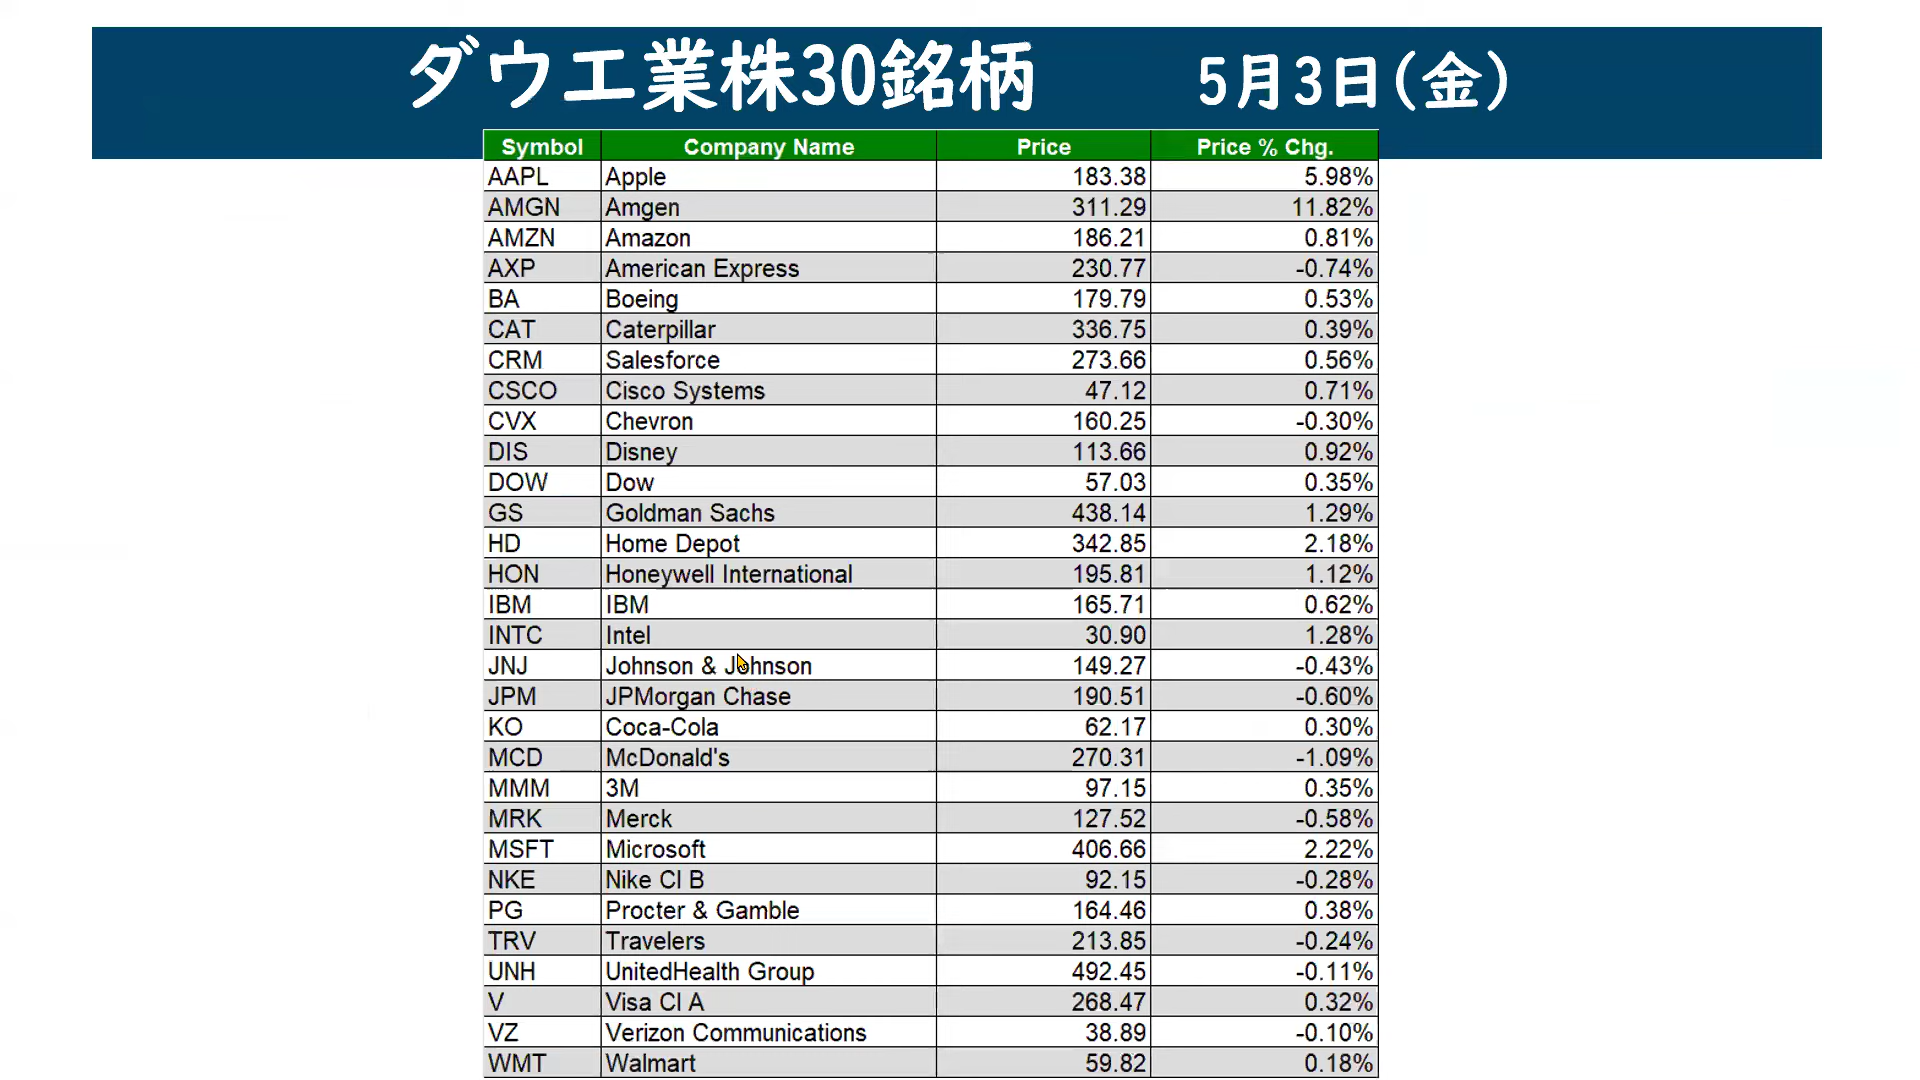 ダウ工業株30銘柄 5月3日(金)
Symbol Company Name Price Price % Chg.
AAPL Apple 183.38 5.98%
AMGN Amgen 311.29 11.82%
AMZN Amazon 186.21 0.81%
AXP American Express 230.77 -0.74%
BA Boeing 179.79 0.53%
CAT Caterpillar 336.75 0.39%
CRM Salesforce 273.66 0.56%
CSCO Cisco Systems 47.12 0.71%
CVX Chevron 160.25 -0.30%
DIS Disney 113.66 0.92%
DOW Dow 57.03 0.35%
GS Goldman Sachs 438.14 1.29%
HD Home Depot 342.85 2.18%
HON Honeywell International 195.81 1.12%
IBM IBM 165.71 0.62%
INTC Intel 30.90 1.28%
JNJ Johnson & Johnson 149.27 -0.43%
JPM JPMorgan Chase 190.51 -0.60%
KO Coca-Cola 62.17 0.30%
MCD McDonald's 270.31 -1.09%
MMM 3M 97.15 0.35%
MRK Merck 127.52 -0.58%
MSFT Microsoft 406.66 2.22%
NKE Nike Cl B 92.15 -0.28%
PG Procter & Gamble 164.46 0.38%
TRV Travelers 213.85 -0.24%
UNH UnitedHealth Group 492.45 -0.11%
V Visa Cl A 268.47 0.32%
VZ Verizon Communications 38.89 -0.10%
WMT Walmart 59.82 0.18%